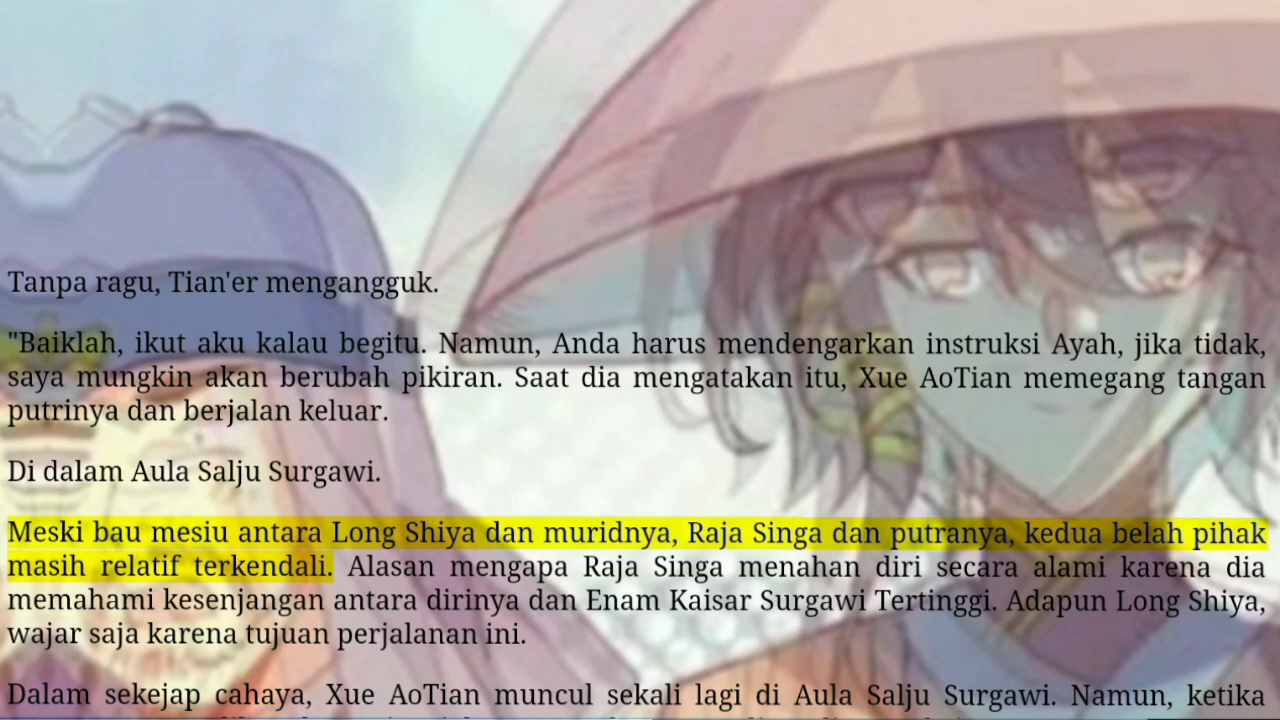 Tanpa ragu, Tian'er mengangguk.
"Baiklah, ikut aku kalau begitu. Namun, Anda harus mendengarkan instruksi Ayah, jika tidak,
saya mungkin akan berubah pikiran. Saat dia mengatakan itu, Xue AoTian memegang tangan
putrinya dan berjalan keluar.
Di dalam Aula Salju Surgawi.
Meski bau mesiu antara Long Shiya dan muridnya, Raja Singa dan putranya, kedua belah pihak
masih relatif terkendali. Alasan mengapa Raja Singa menahan diri secara alami karena dia
memahami kesenjangan antara dirinya dan Enam Kaisar Surgawi Tertinggi. Adapun Long Shiya,
wajar saja karena tujuan perjalanan ini.
Dalam sekejap cahaya, Xue AoTian muncul sekali lagi di Aula Salju Surgawi. Namun, ketika